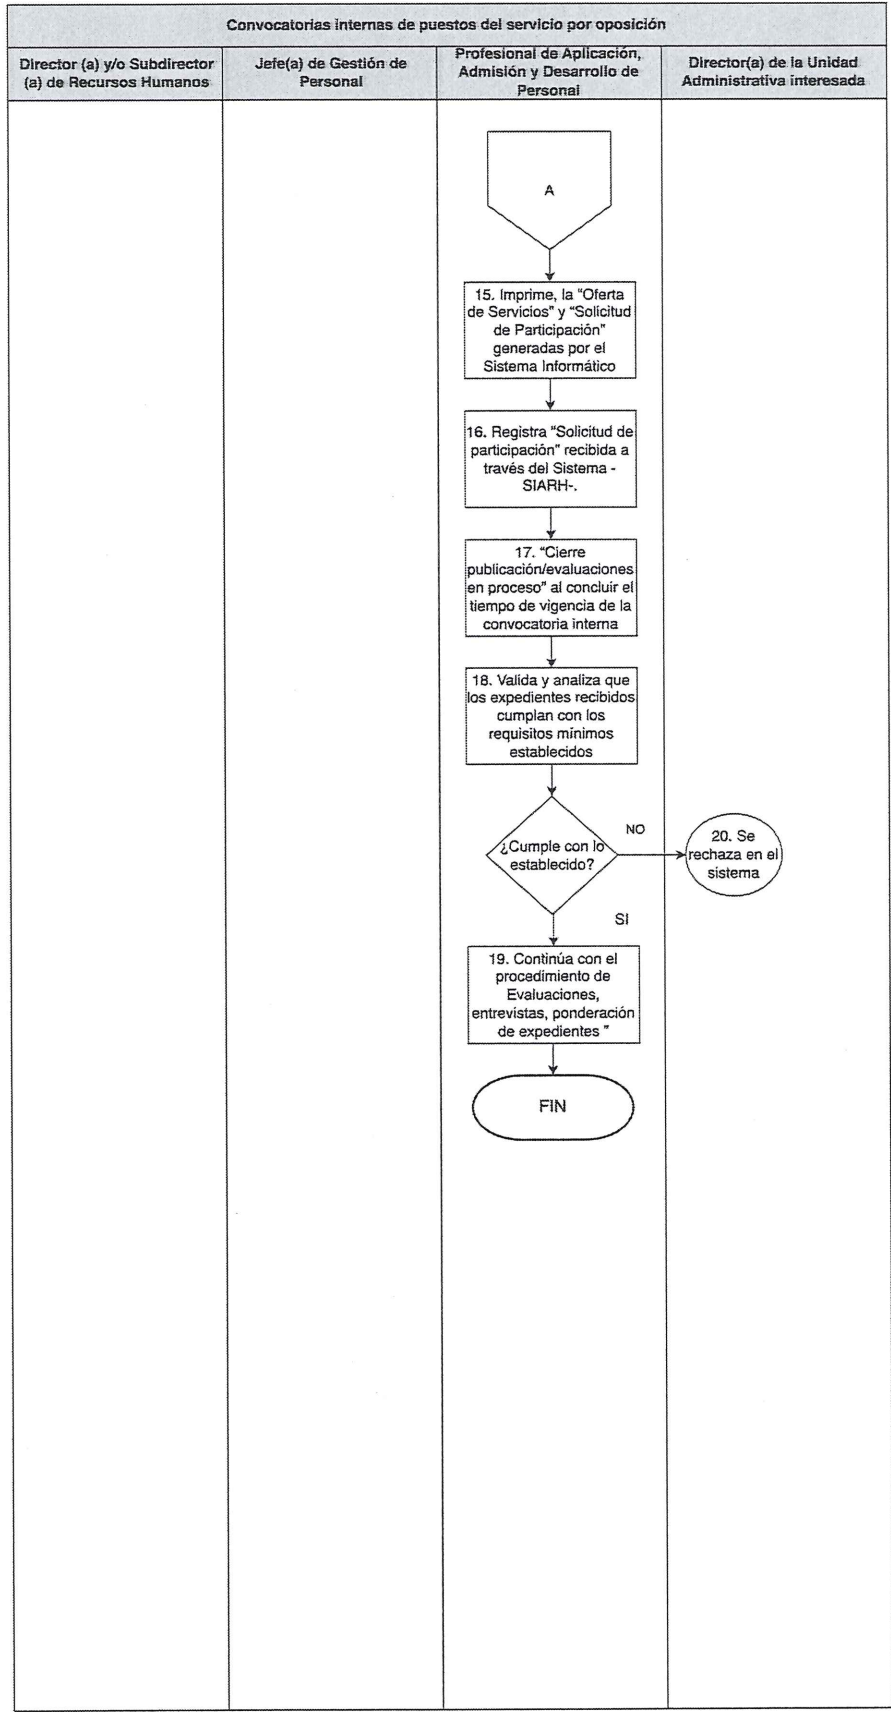 Convocatorias internas de puestos del servicio por oposición
Director (a) y/o Subdirector
(a) de Recursos Humanos
Jefe(a) de Gestión de
Personal
Profesional de Aplicación,
Admisión y Desarrollo de
Personal
Director(a) de la Unidad
Administrativa interesada
A
15. Imprime, la "Oferta
de Servicios" y "Solicitud
de Participación"
generadas por el
Sistema Informático
16. Registra "Solicitud de
participación" recibida a
través del Sistema -
SIARH-.
17. "Cierre
publicación/evaluaciones
en proceso" al concluir el
tiempo de vigencia de la
convocatoria interna
18. Valida y analiza que
los expedientes recibidos
cumplan con los
requisitos mínimos
establecidos
¿Cumple con lo
establecido?
NO
20. Se
rechaza en el
sistema
SI
19. Continúa con el
procedimiento de
Evaluaciones,
entrevistas, ponderación
de expedientes "
FIN